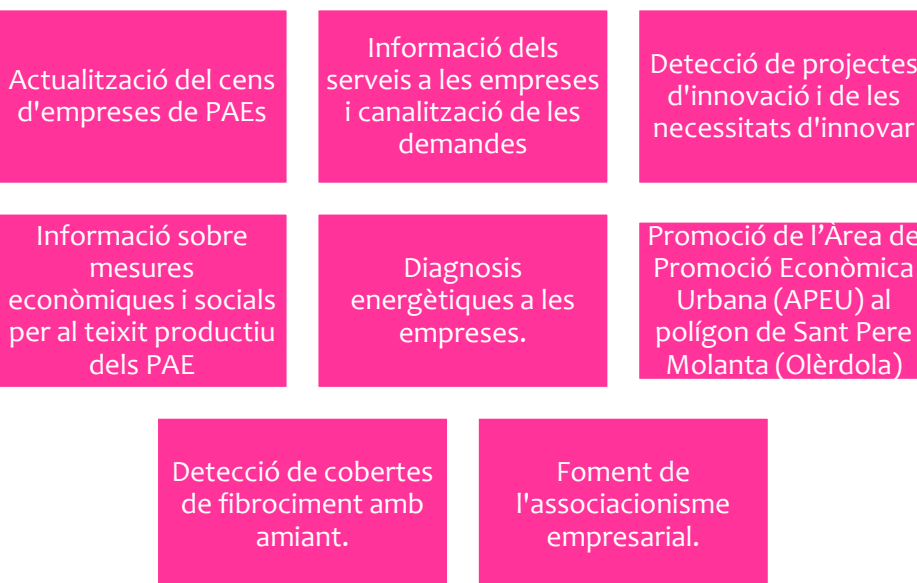 Actualització del cens
d'empreses de PAEs
Informació dels
serveis a les empreses
i canalització de les
demandes
Detecció de projectes
d'innovació i de les
necessitats d'innovar
Informació sobre
mesures
econòmiques i socials
per al teixit productiu
dels PAE
Diagnosis
energètiques a les
empreses.
Promoció de l’Àrea de
Promoció Econòmica
Urbana (APEU) al
polígon de Sant Pere
Molanta (Olèrdola)
Detecció de cobertes
de fibrociment amb
amiant.
Foment de
l'associacionisme
empresarial.